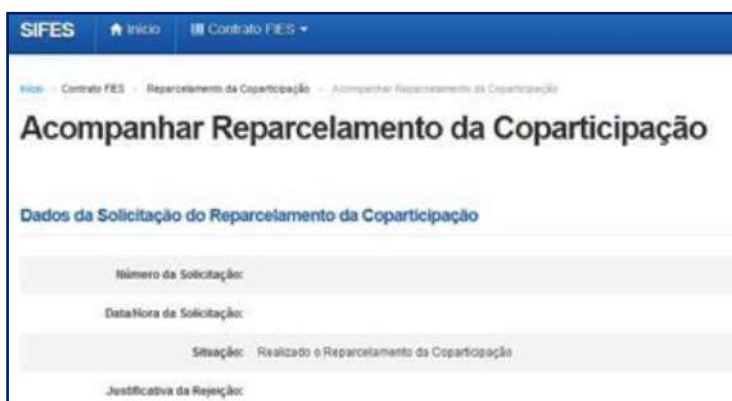 SIFES Início Contrato FIES
Início Contrato FIES Reparcelamento da Coparticipação Acompanhar Reparcelamento da Coparticipação
Acompanhar Reparcelamento da Coparticipação
Dados da Solicitação do Reparcelamento da Coparticipação
Número da Solicitação:
Data/Hora da Solicitação:
Situação: Realizado o Reparcelamento da Coparticipação
Justificativa da Rejeição: